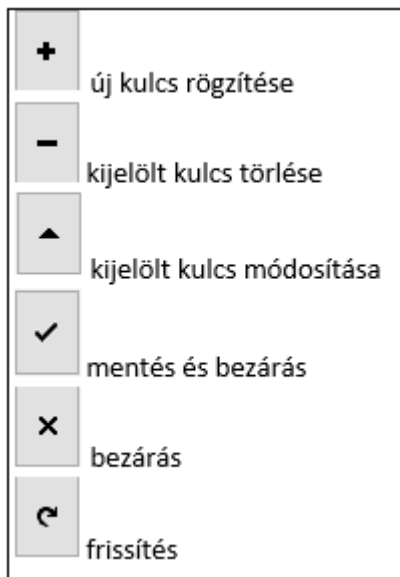 új kulcs rögzítése
kijelölt kulcs törlése
kijelölt kulcs módosítása
mentés és bezárás
bezárás
frissítés